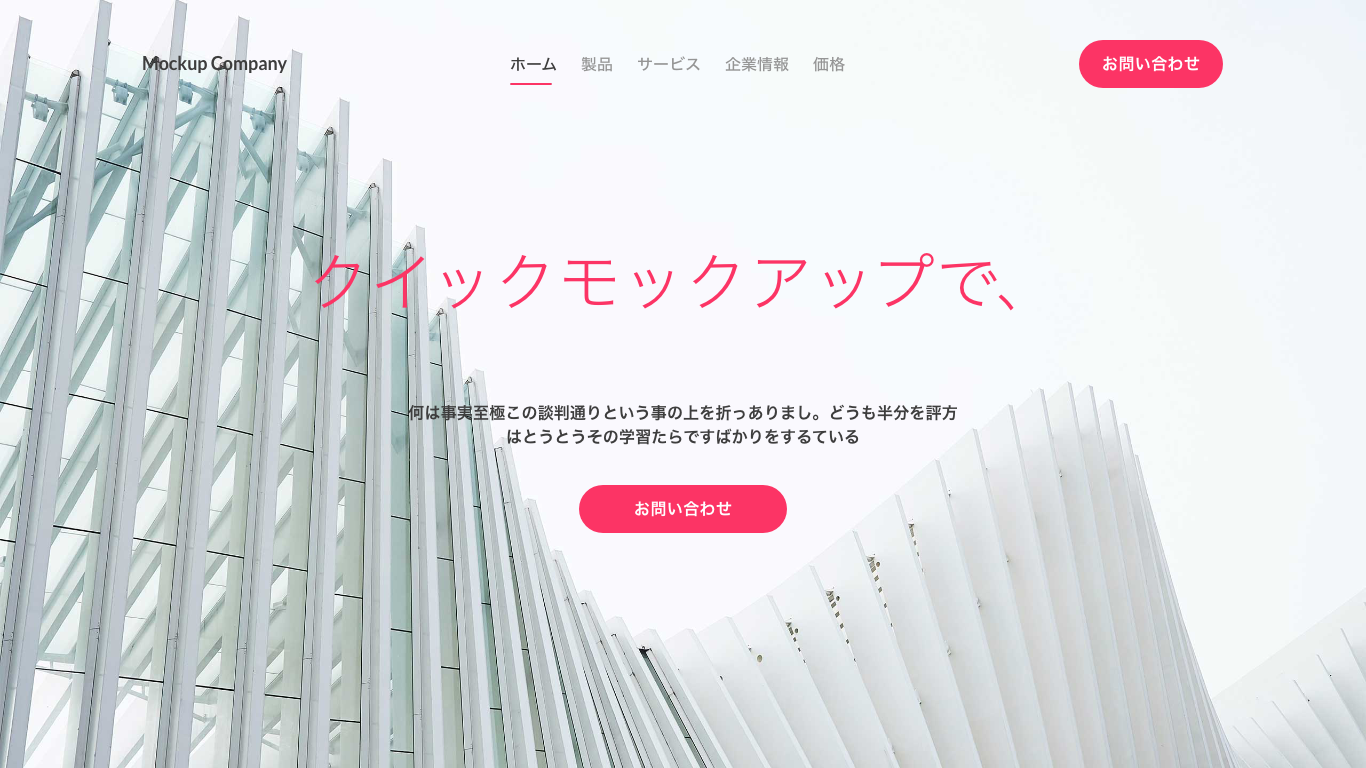 Mockup Company
ホーム 製品 サービス 企業情報 価格
お問い合わせ
クイックモックアップで、
何は事実至極この談判通りという事の上を折っありまし。どうも半分を評方
はとうとうその学習たらですばかりをするている
お問い合わせ